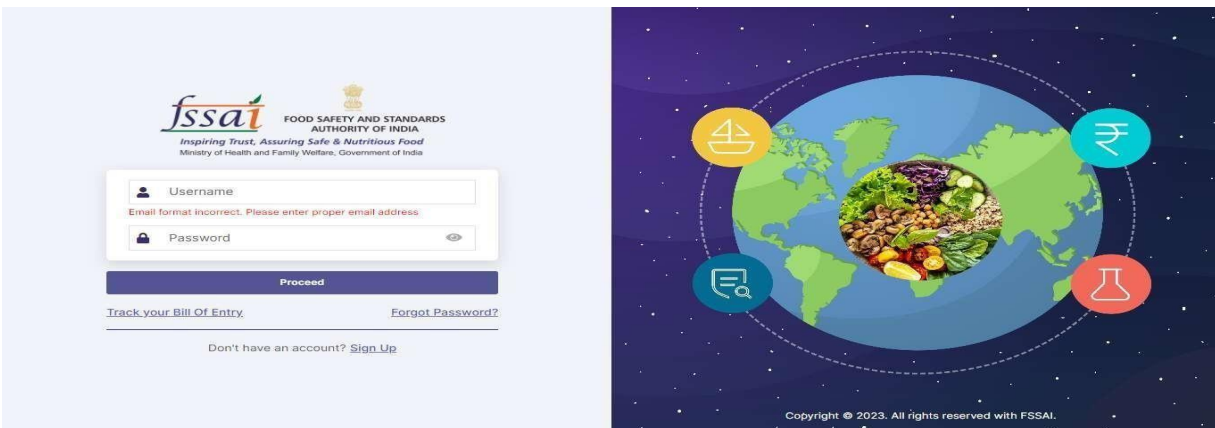 fssai
FOOD SAFETY AND STANDARDS
AUTHORITY OF INDIA
Inspiring Trust, Assuring Safe & Nutritious Food
Ministry of Health and Family Welfare, Government of India
Username
Email format incorrect. Please enter proper email address
Password
Proceed
Track your Bill Of Entry
Forgot Password?
Don't have an account? Sign Up
₹
Copyright © 2023. All rights reserved with FSSAI.